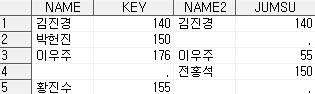 NAME KEY NAME2 JUMSU
1 김진경 140 김진경 140
2 박현진 150 .
3 이우주 176 이우주 55
4 . 전홍석 150
5 황진수 155 .